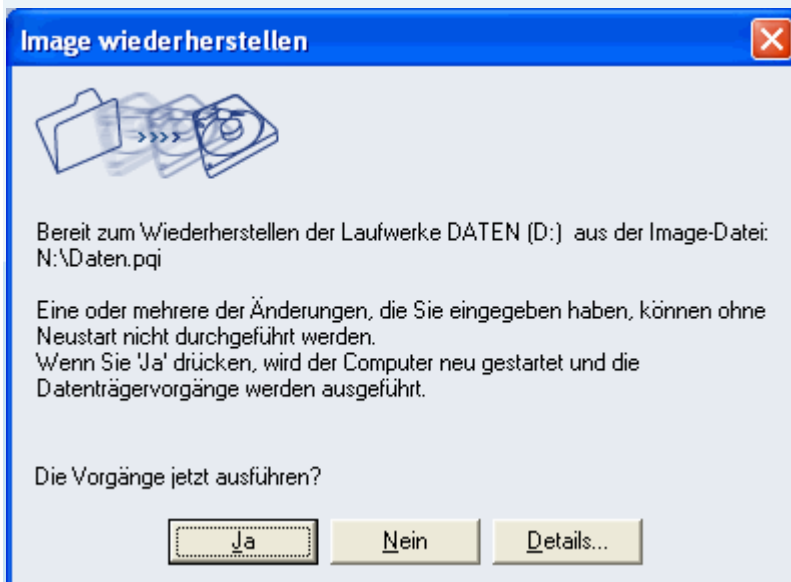 Image wiederherstellen
Bereit zum Wiederherstellen der Laufwerke DATEN (D:) aus der Image-Datei:
N:\Daten.pqi
Eine oder mehrere der Änderungen, die Sie eingegeben haben, können ohne
Neustart nicht durchgeführt werden.
Wenn Sie 'Ja' drücken, wird der Computer neu gestartet und die
Datenträgervorgänge werden ausgeführt.
Die Vorgänge jetzt ausführen?
Ja Nein Details...